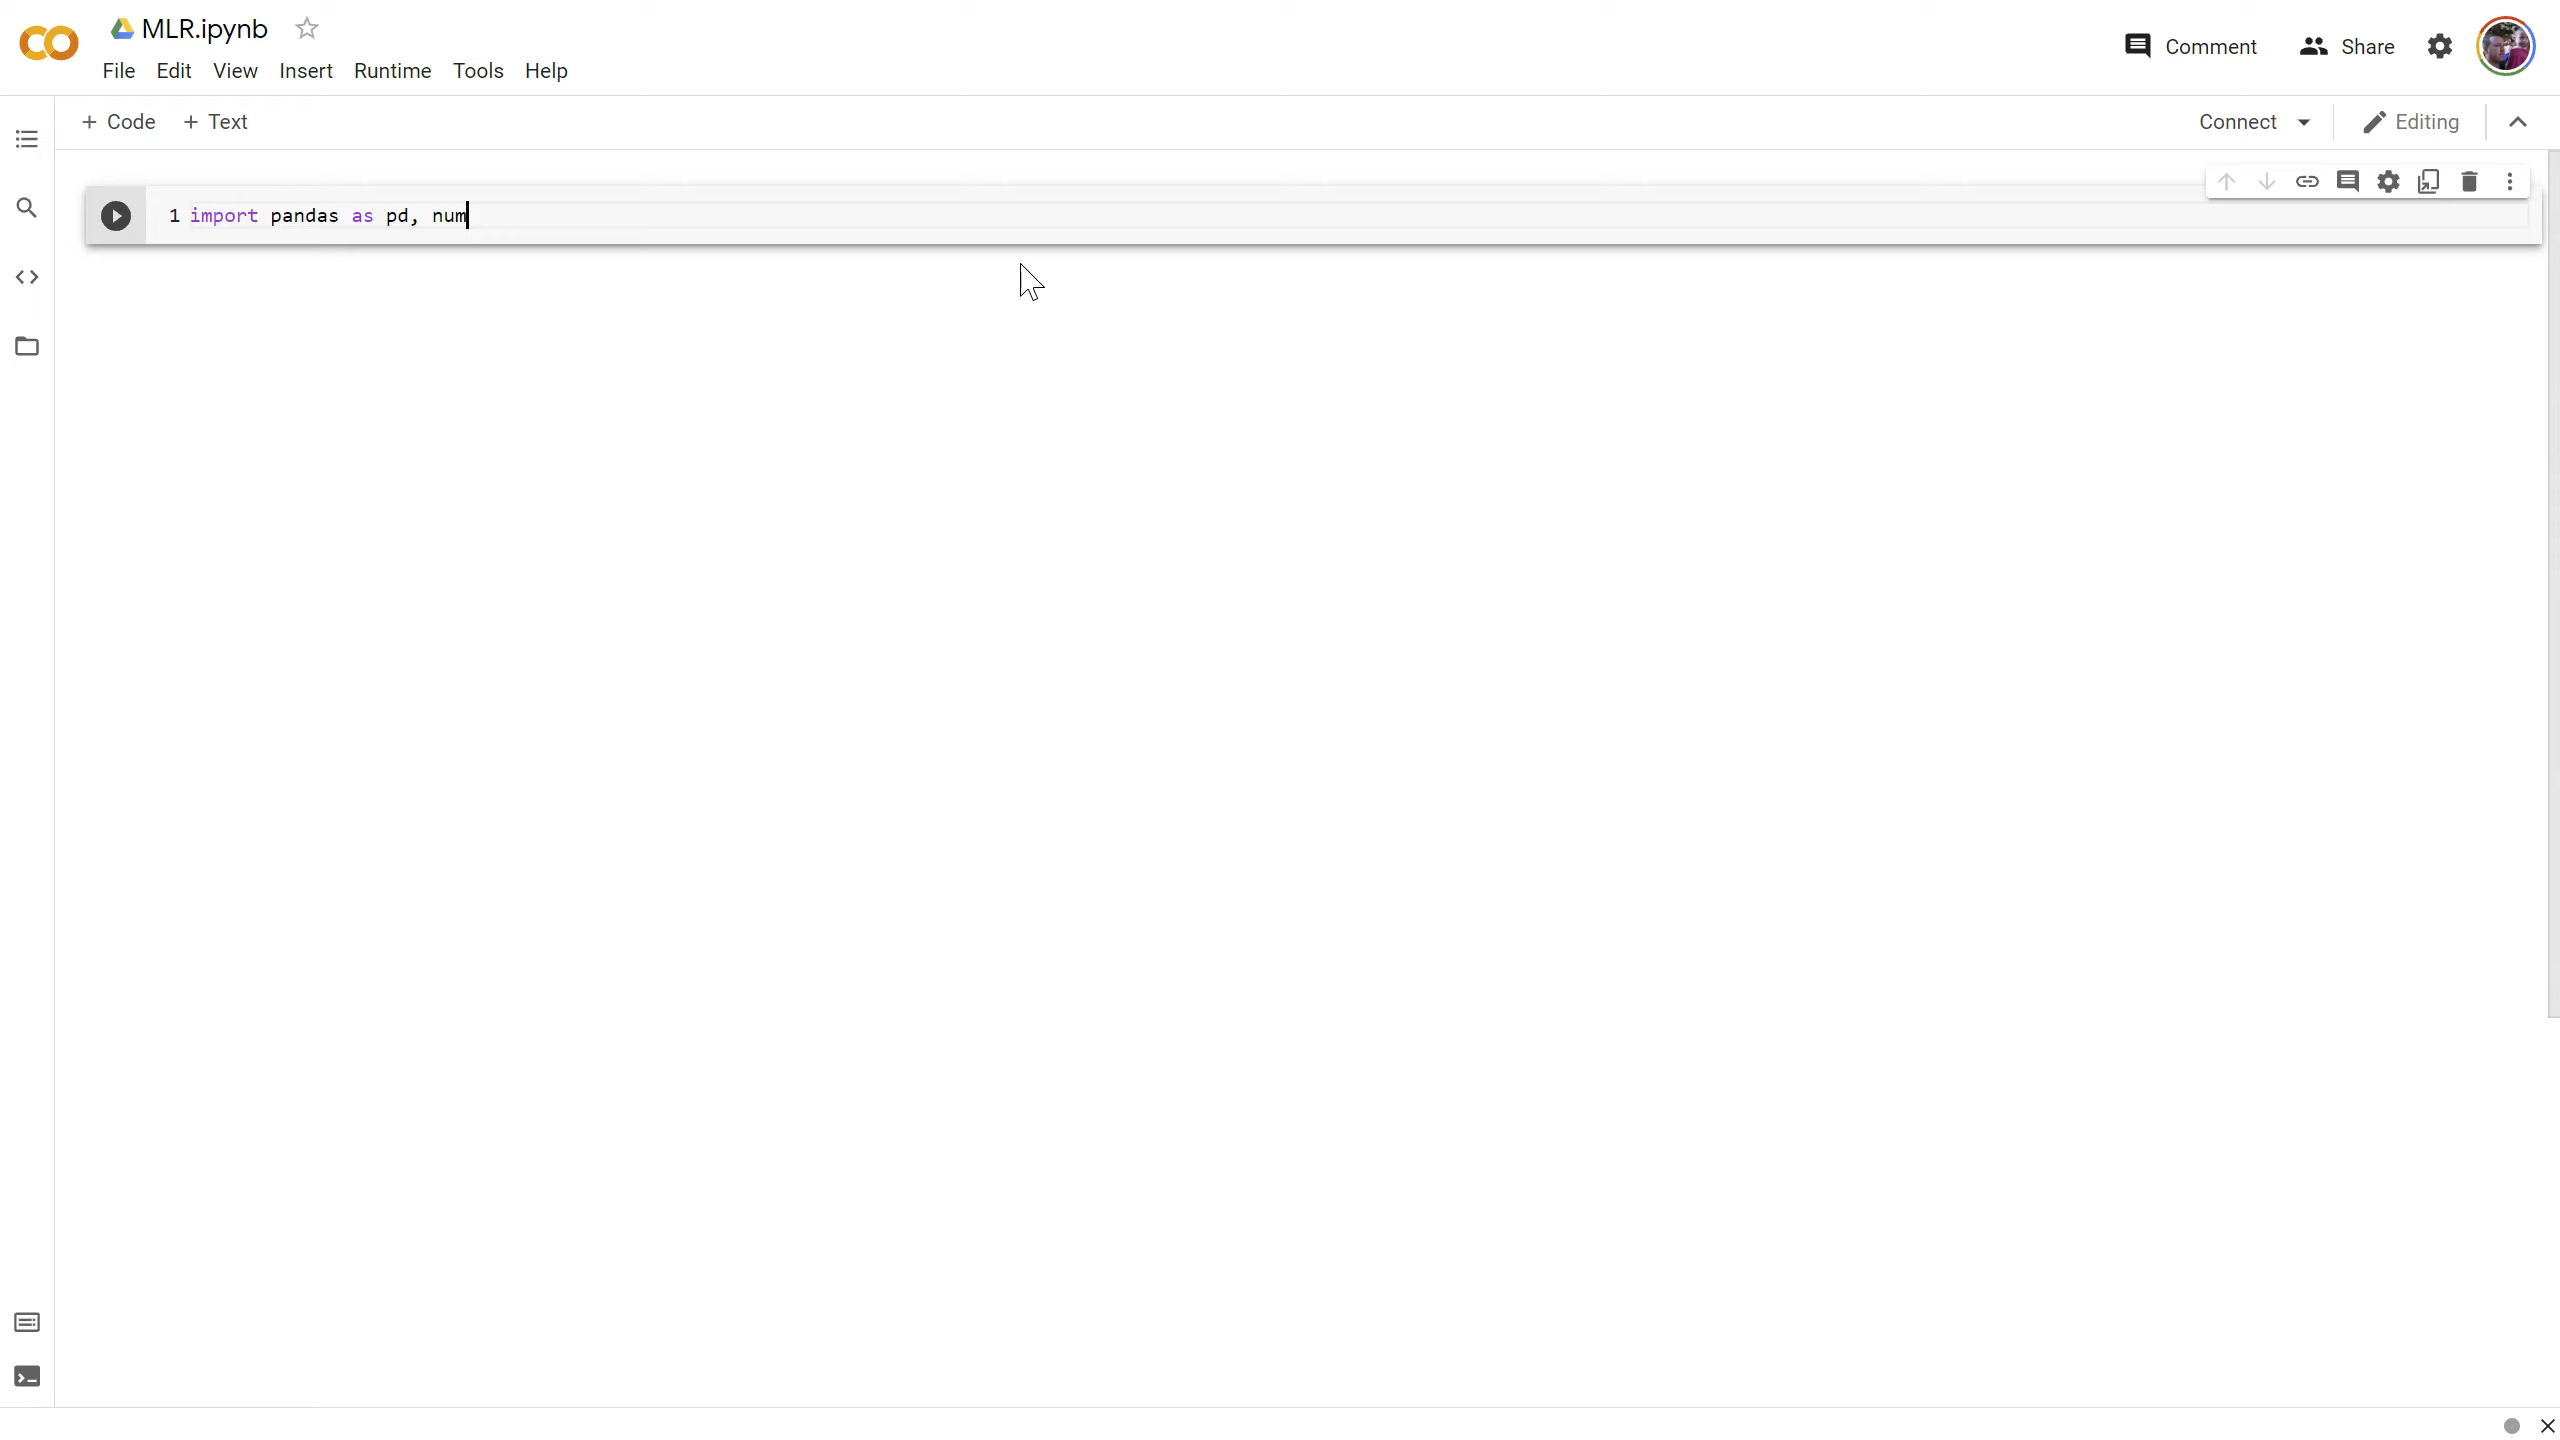 MLR.ipynb
File Edit View Insert Runtime Tools Help
Comment Share
+ Code + Text
Connect Editing
1 import pandas as pd, num